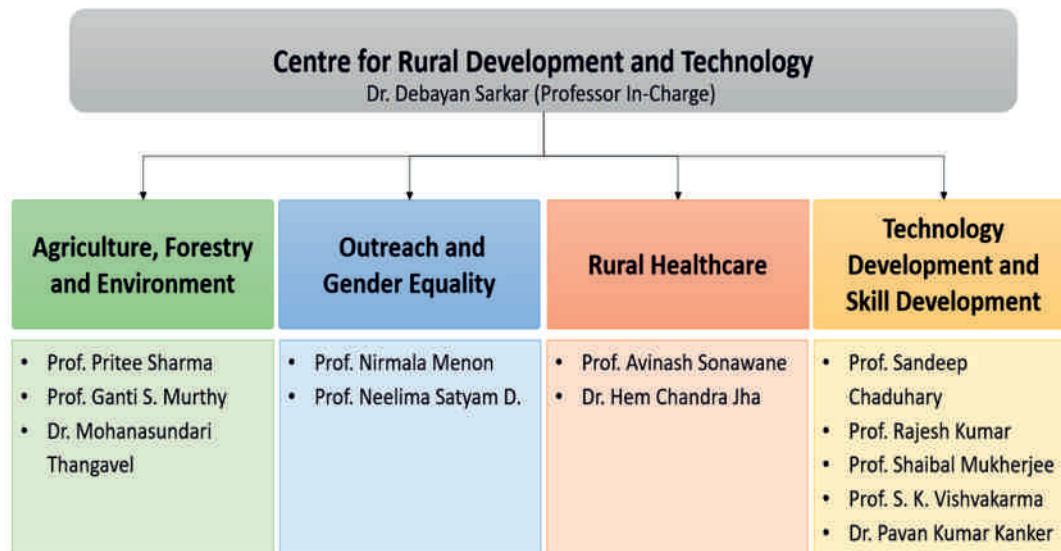 Centre for Rural Development and Technology
Dr. Debayan Sarkar (Professor In-Charge)
Agriculture, Forestry
and Environment
• Prof. Pritee Sharma
• Prof. Ganti S. Murthy
• Dr. Mohanasundari
Thangavel
Outreach and
Gender Equality
• Prof. Nirmala Menon
• Prof. Neelima Satyam D.
Rural Healthcare
• Prof. Avinash Sonawane
• Dr. Hem Chandra Jha
Technology
Development and
Skill Development
• Prof. Sandeep
Chaduhary
• Prof. Rajesh Kumar
• Prof. Shaibal Mukherjee
• Prof. S. K. Vishvakarma
• Dr. Pavan Kumar Kanker